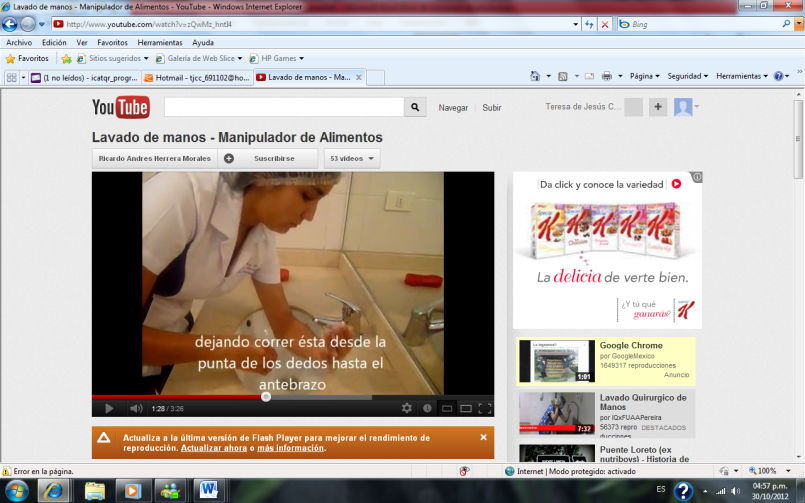 Lavado de manos - Manipulador de Alimentos - YouTube - Windows Internet Explorer
http://www.youtube.com/watch?v=zQwMz_hntl4
Bing
Archivo Edición Ver Favoritos Herramientas Ayuda
Favoritos Sitios sugeridos Galería de Web Slice HP Games
(1 no leídos) - icatqr_progr... Hotmail - tjcc_691102@ho... Lavado de manos - Ma...
Página Seguridad Herramientas
YouTube
Navegar Subir
Teresa de Jesús C...
Lavado de manos - Manipulador de Alimentos
Ricardo Andres Herrera Morales Suscribirse 53 videos
dejando correr ésta desde la
punta de los dedos hasta el
antebrazo
1:28 / 3:26
Actualiza a la última versión de Flash Player para mejorar el rendimiento de
reproducción. Actualizar ahora o más información.
Da click y conoce la variedad
La delicia de verte bien.
¿Y tú qué
ganarás?
K
Google Chrome
por GoogleMexico
1649317 reproducciones
Anuncio
1:01
Lavado Quirurgico de
Manos
por IQxFUAAPereira
56373 repro DESTACADOS
ducciones
7:32
Puente Loreto (ex
nutribovs) - Historia de
Error en la página.
Internet | Modo protegido: activado
100%
ES
04:57 p.m.
30/10/2012